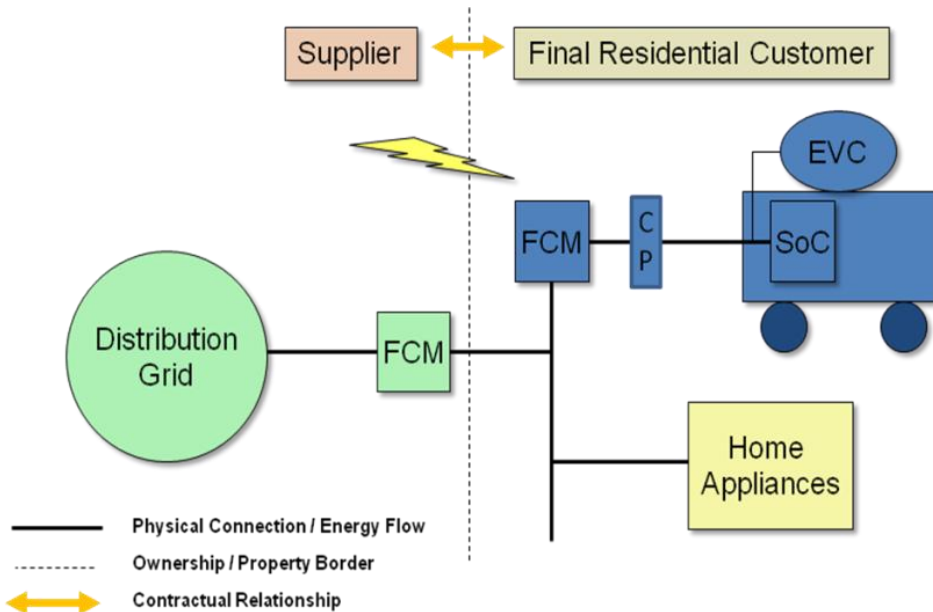 Supplier
Final Residential Customer
EVC
FCM
C
P
SoC
Distribution
Grid
FCM
Home
Appliances
Physical Connection / Energy Flow
Ownership / Property Border
Contractual Relationship